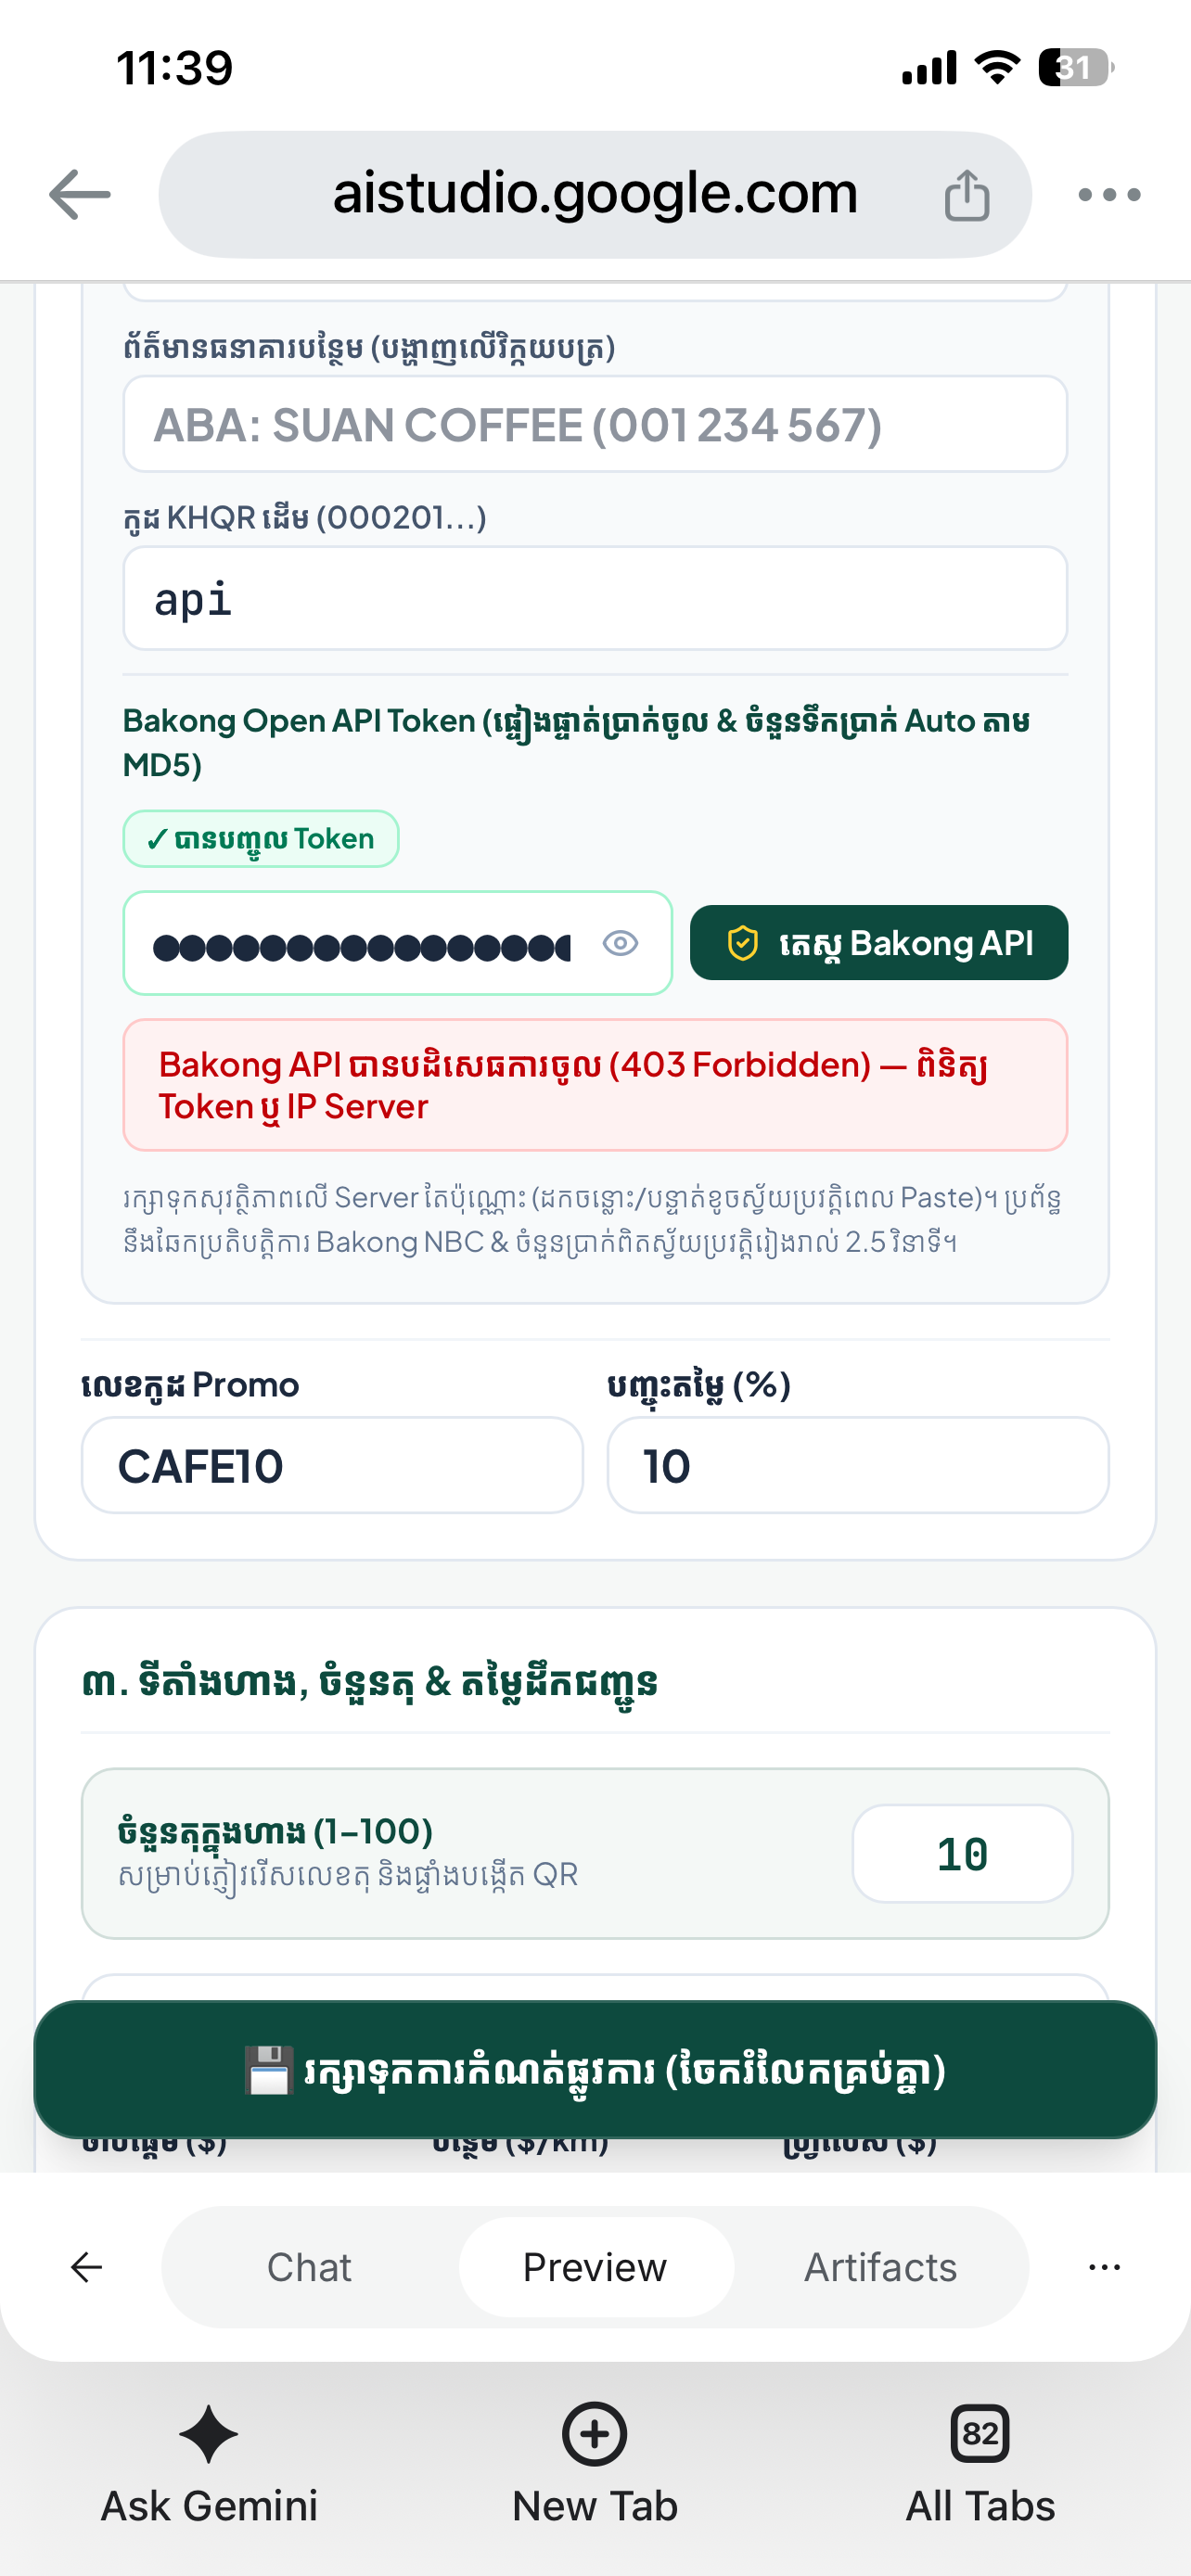 11:39
31
aistudio.google.com
ព័ត៌មានធនាគារបន្ថែម (បង្ហាញលើវិក្កយបត្រ)
ABA: SUAN COFFEE (001 234 567)
កូដ KHQR ដើម (000201...)
api
Bakong Open API Token (ផ្ទៀងផ្ទាត់ប្រាក់ចូល & ចំនួនទឹកប្រាក់ Auto តាម
MD5)
✓ បានបញ្ចូល Token
តេស្ត Bakong API
Bakong API បានបដិសេធការចូល (403 Forbidden) — ពិនិត្យ
Token ឬ IP Server
រក្សាទុកសុវត្ថិភាពលើ Server តែប៉ុណ្ណោះ (ដកចន្លោះ/បន្ទាត់ខូចស្វ័យប្រវត្តិពេល Paste)។ ប្រព័ន្ធ
នឹងឆែកប្រតិបត្តិការ Bakong NBC & ចំនួនប្រាក់ពិតស្វ័យប្រវត្តិរៀងរាល់ 2.5 វិនាទី។
លេខកូដ Promo
បញ្ចុះតម្លៃ (%)
CAFE10
10
៣. ទីតាំងហាង, ចំនួនតុ & តម្លៃដឹកជញ្ជូន
ចំនួនតុក្នុងហាង (1–100)
សម្រាប់ភ្ញៀវរើសលេខតុ និងផ្ទាំងបង្កើត QR
10
💾 រក្សាទុកការកំណត់ផ្លូវការ (ចែករំលែកគ្រប់គ្នា)
ចាប់ផ្តើម ($)
បន្ថែម ($/km)
($)
Chat
Preview
Artifacts
Ask Gemini
New Tab
82
All Tabs